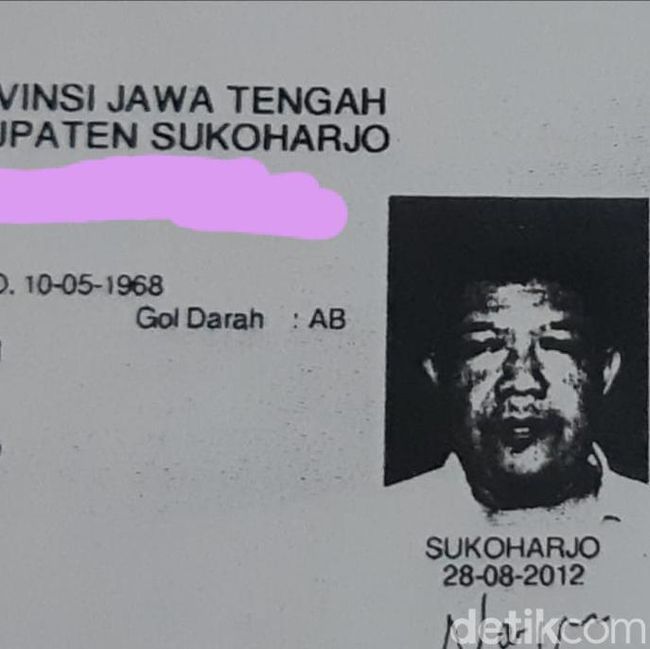 VINSI JAWA TENGAH
UPATEN SUKOHARJO
10-05-1968
Gol Darah : AB
SUKOHARJO
28-08-2012
detikcom